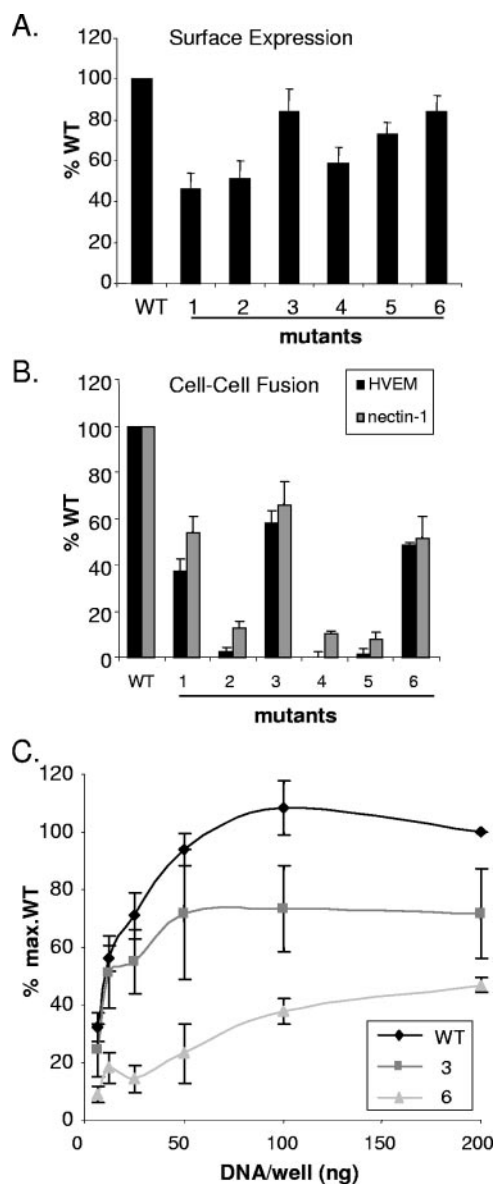 A.
Surface Expression
120
100
80
60
40
20
0
% WT
WT 1 2 3 4 5 6
mutants
B.
Cell-Cell Fusion
HVEM
nectin-1
120
100
80
60
40
20
0
% WT
WT 1 2 3 4 5 6
mutants
C.
120
100
80
60
40
20
0
% max.WT
WT
3
6
0 50 100 150 200
DNA/well (ng)